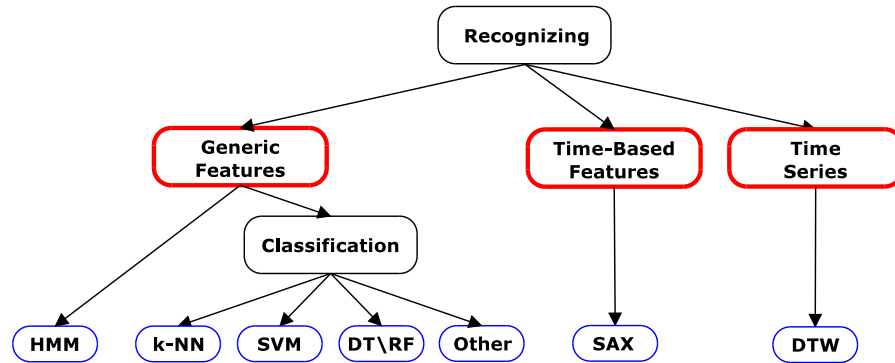 Recognizing
Generic
Features
Time-Based
Features
Time
Series
Classification
HMM
k-NN
SVM
DT\RF
Other
SAX
DTW